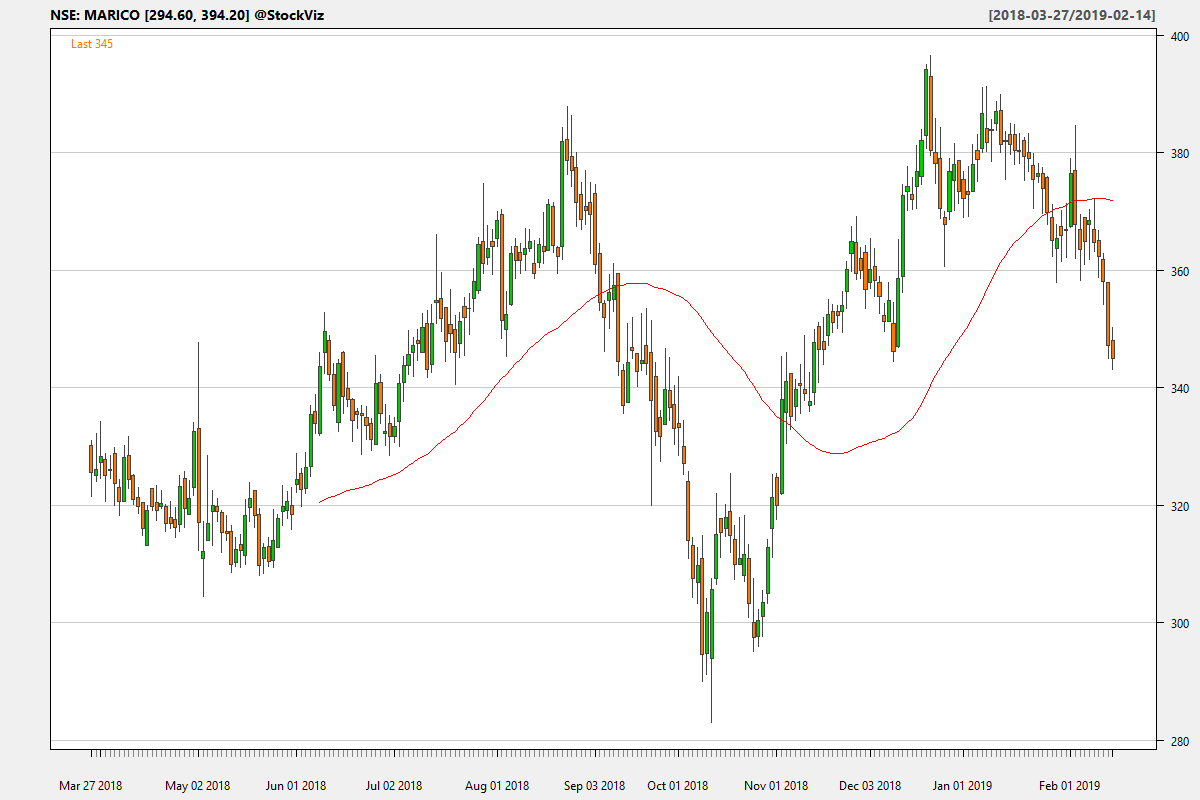 NSE: MARICO [294.60, 394.20] @StockViz
[2018-03-27/2019-02-14]
Last 345
400
380
360
340
320
300
280
Mar 27 2018
May 02 2018
Jun 01 2018
Jul 02 2018
Aug 01 2018
Sep 03 2018
Oct 01 2018
Nov 01 2018
Dec 03 2018
Jan 01 2019
Feb 01 2019